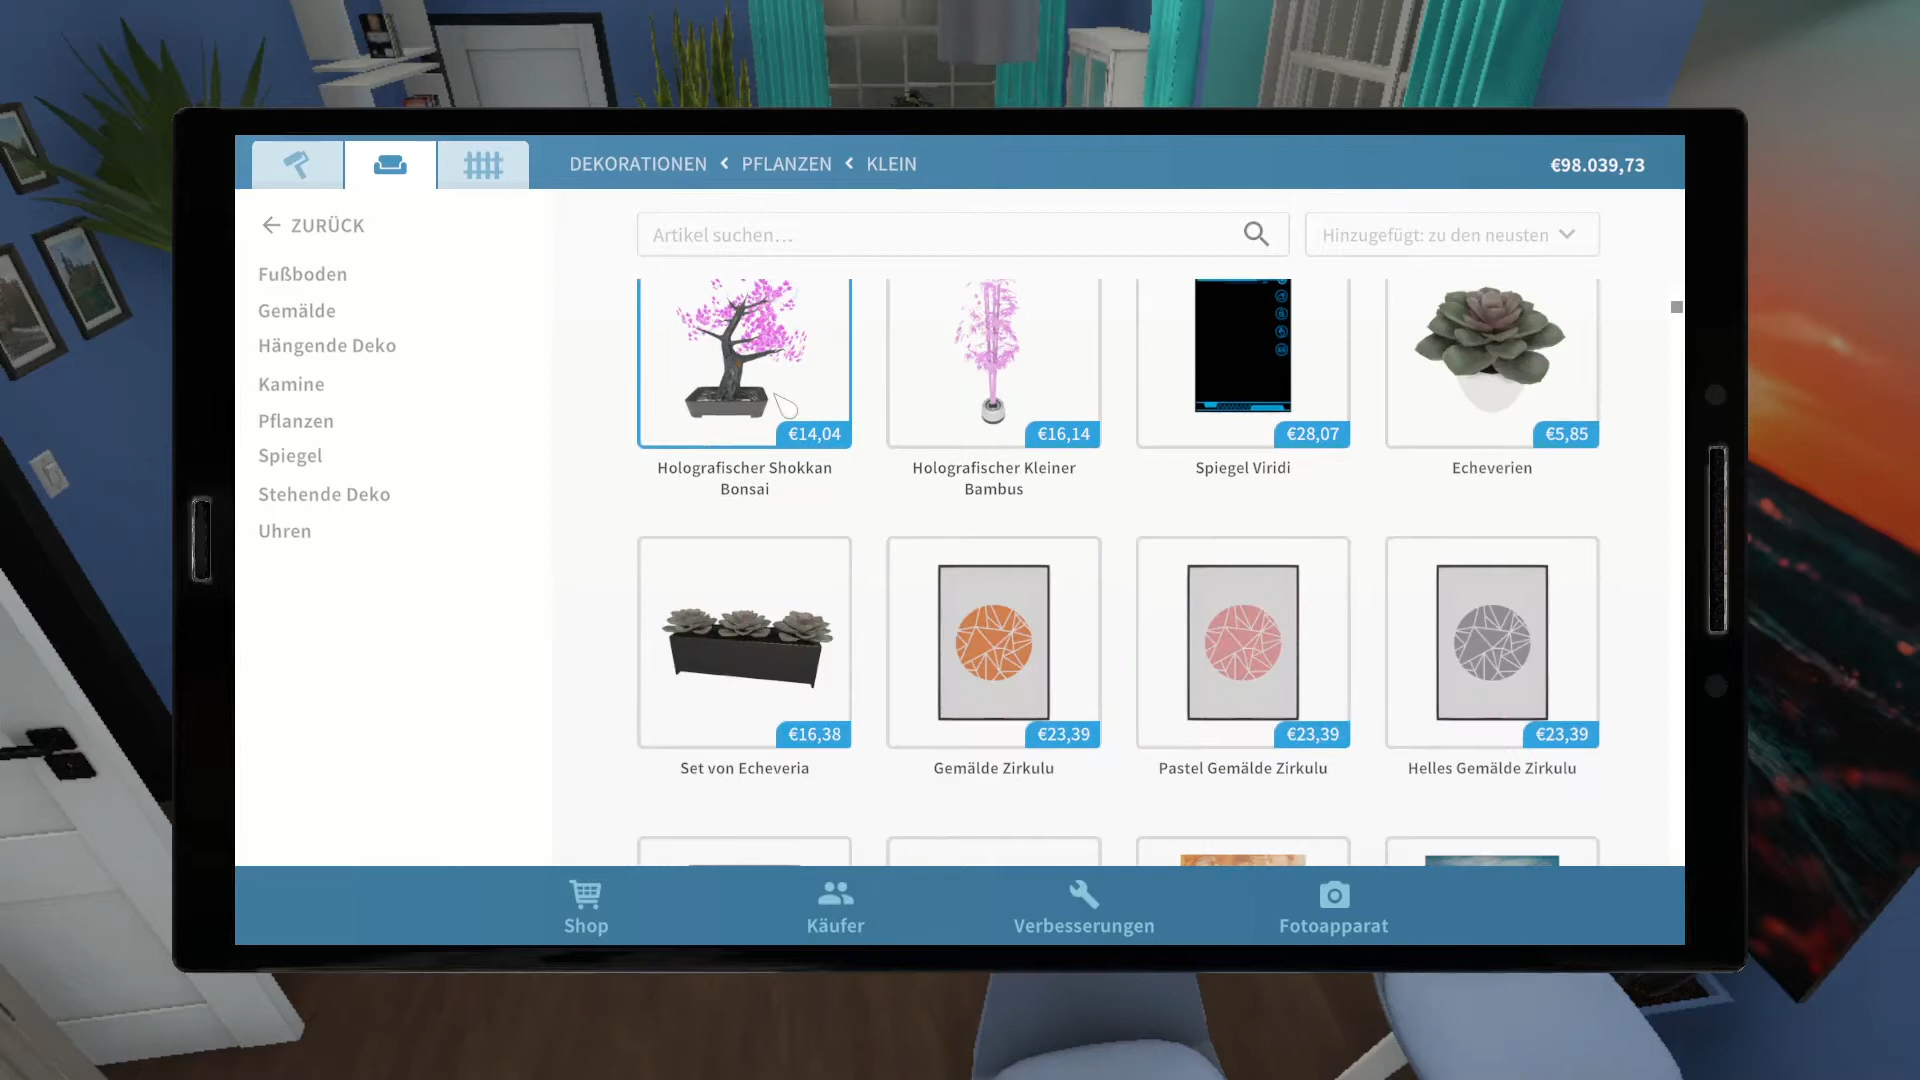 DEKORATIONEN < PFLANZEN < KLEIN
€98.039,73
ZURÜCK
Artikel suchen...
Hinzugefügt: zu den neusten
Fußboden
Gemälde
Hängende Deko
Kamine
Pflanzen
Spiegel
Stehende Deko
Uhren
€14,04
€16,14
€28,07
€5,85
Holografischer Shokkan
Bonsai
Holografischer Kleiner
Bambus
Spiegel Viridi
Echeverien
€16,38
€23,39
€23,39
€23,39
Set von Echeveria
Gemälde Zirkulu
Pastel Gemälde Zirkulu
Helles Gemälde Zirkulu
Shop
Käufer
Verbesserungen
Fotoapparat